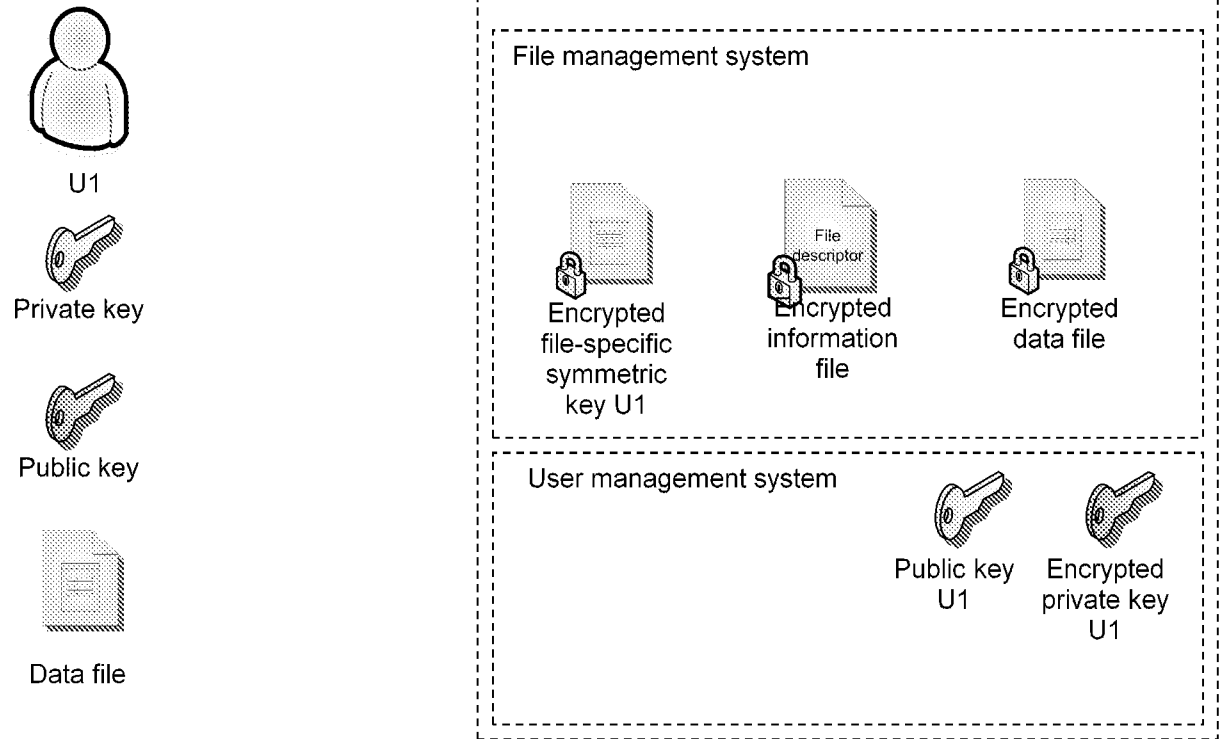 U1
Private key
Public key
Data file
File management system
Encrypted
file-specific
symmetric
key U1
File
descriptor
Encrypted
information
file
Encrypted
data file
User management system
Public key
U1
Encrypted
private key
U1